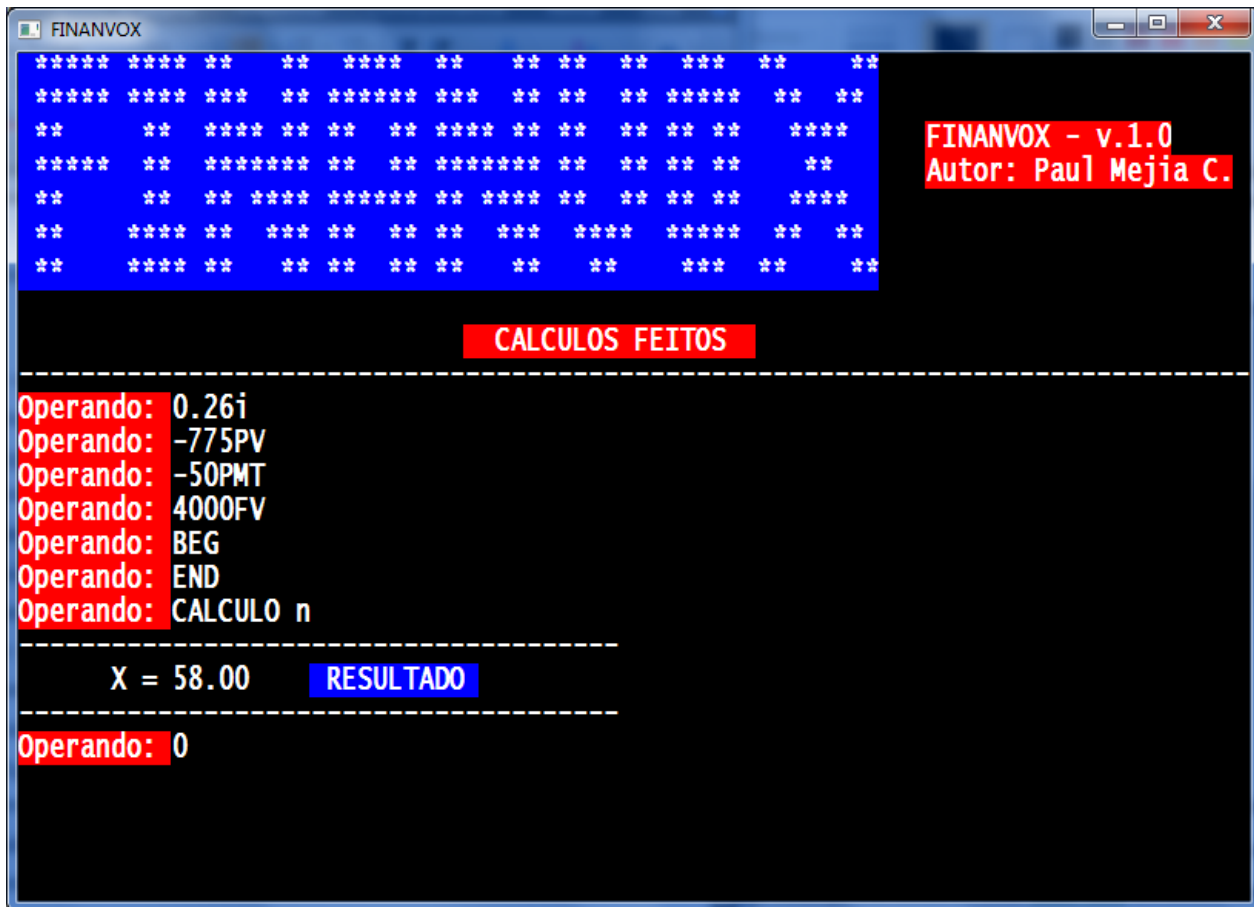 FINANVOX
FINANVOX
FINANVOX - v.1.0
Autor: Paul Mejia C.
CALCULOS FEITOS
Operando: 0.26i
Operando: -775PV
Operando: -50PMT
Operando: 4000FV
Operando: BEG
Operando: END
Operando: CALCULO n
X = 58.00 RESULTADO
Operando: 0